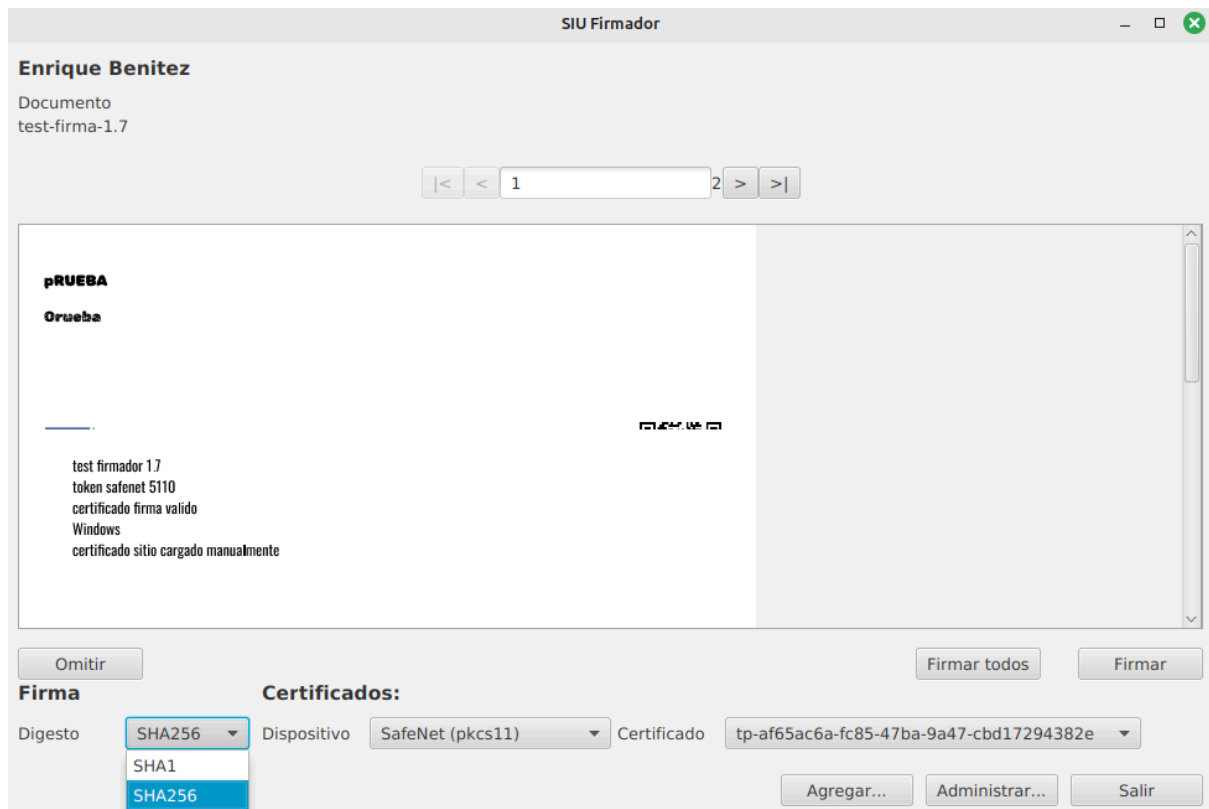 SIU Firmador
Enrique Benitez
Documento
test-firma-1.7
|< < 1 2 > >|
pRUEBA
Orueba
test firmador 1.7
token safenet 5110
certificado firma valido
Windows
certificado sitio cargado manualmente
Omitir Firmar todos Firmar
Firma Certificados:
Digesto SHA256 Dispositivo SafeNet (pkcs11) Certificado tp-af65ac6a-fc85-47ba-9a47-cbd17294382e
SHA1
SHA256
Agregar... Administrar... Salir